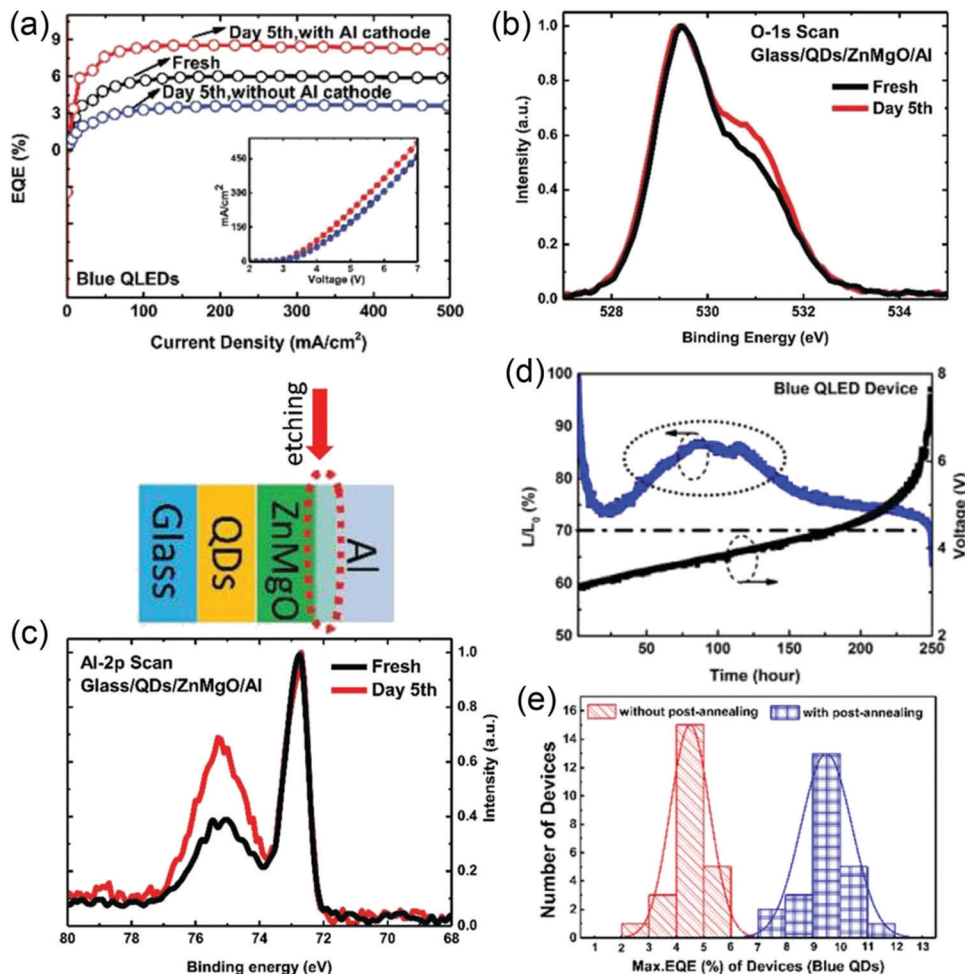 (a)
9
6
3
0
EQE (%)
Day 5th,with Al cathode
Fresh
Day 5th,without Al cathode
450
300
150
0
mA/cm²
2 3 4 5 6 7
Voltage (V)
Blue QLEDs
0 100 200 300 400 500
Current Density (mA/cm²)
(b)
O-1s Scan
Glass/QDs/ZnMgO/Al
Fresh
Day 5th
1.0
0.8
0.6
0.4
0.2
0.0
Intensity (a.u.)
528 530 532 534
Binding Energy (eV)
etching
Glass
QDs
ZnMgO
Al
(c)
Al-2p Scan
Glass/QDs/ZnMgO/Al
Fresh
Day 5th
1.0
0.8
0.6
0.4
0.2
0.0
Intensity (a.u.)
80 78 76 74 72 70 68
Binding energy (eV)
(d)
Blue QLED Device
100
90
80
70
60
50
L/L₀ (%)
8
7
6
5
4
3
2
Voltage (V)
50 100 150 200 250
Time (hour)
(e)
without post-annealing
with post-annealing
16
14
12
10
8
6
4
2
0
Number of Devices
1 2 3 4 5 6 7 8 9 10 11 12 13
Max.EQE (%) of Devices (Blue QDs)